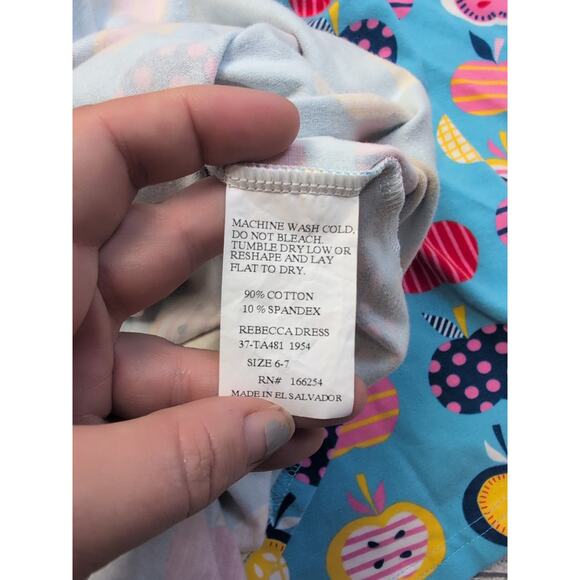 MACHINE WASH COLD.
DO NOT BLEACH.
TUMBLE DRY LOW OR
RESHAPE AND LAY
FLAT TO DRY.
90% COTTON
10 % SPANDEX
REBECCA DRESS
37-TA481 1954
SIZE 6-7
RN# 166254
MADE IN EL SALVADOR